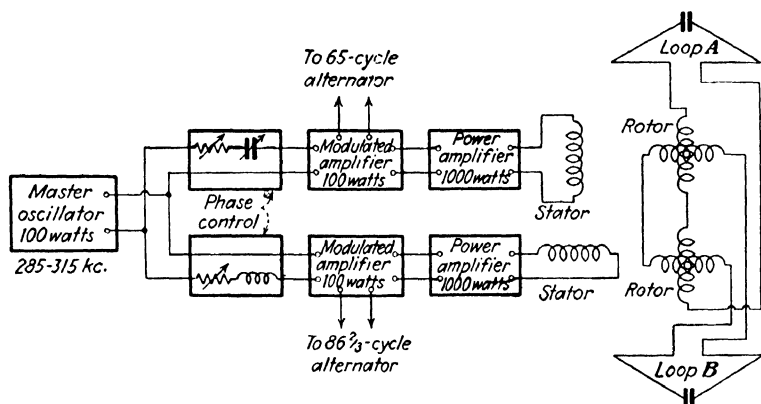 To 65-cycle
alternator
Loop A
Rotor
Modulated
amplifier
100 watts
Power
amplifier
1000 watts
Stator
Master
oscillator
100 watts
285-315 kc.
Phase
control
Modulated
amplifier
100 watts
Power
amplifier
1000 watts
Stator
Rotor
To 86 2/3-cycle
alternator
Loop B